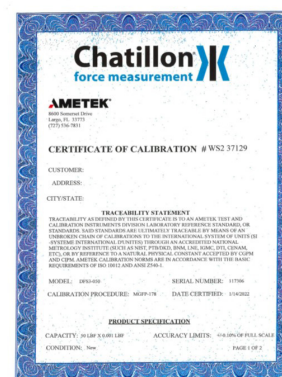 Chatillon
force measurement
AMETEK®
8600 Somerset Drive
Largo, FL 33773
(727) 536-7831
CERTIFICATE OF CALIBRATION # WS2 37129
CUSTOMER:
ADDRESS:
CITY/STATE:
TRACEABILITY STATEMENT
TRACEABILITY AS DEFINED BY THIS CERTIFICATE IS TO AN AMETEK TEST AND
CALIBRATION INSTRUMENTS DIVISION LABORATORY REFERENCE STANDARD, OR
STANDARDS. SAID STANDARDS ARE ULTIMATELY TRACEABLE BY MEANS OF AN
UNBROKEN CHAIN OF CALIBRATIONS TO THE INTERNATIONAL SYSTEM OF UNITS (SI
-SYSTEME INTERNATIONAL D'UNITES) THROUGH AN ACCREDITED NATIONAL
METROLOGY INSTITUTE (SUCH AS NIST, PTB/DKD, BNM, LNE, IGMC, DTI, CENAM,
ETC), OR BY REFERENCE TO A NATURAL PHYSICAL CONSTANT ACCEPTED BY CGPM
AND CIPM. AMETEK CALIBRATION WORKS ARE IN ACCORDANCE WITH THE BASIC
REQUIREMENTS OF ISO 10012 AND ANSI Z540-1.
MODEL: DFS3-050 SERIAL NUMBER: 117506
CALIBRATION PROCEDURE: MGFP-178 DATE CERTIFIED: 1/14/2022
PRODUCT SPECIFICATION
CAPACITY: 50 LBF X 0.001 LBF ACCURACY LIMITS: +/-0.10% OF FULL SCALE
CONDITION: New PAGE 1 OF 2